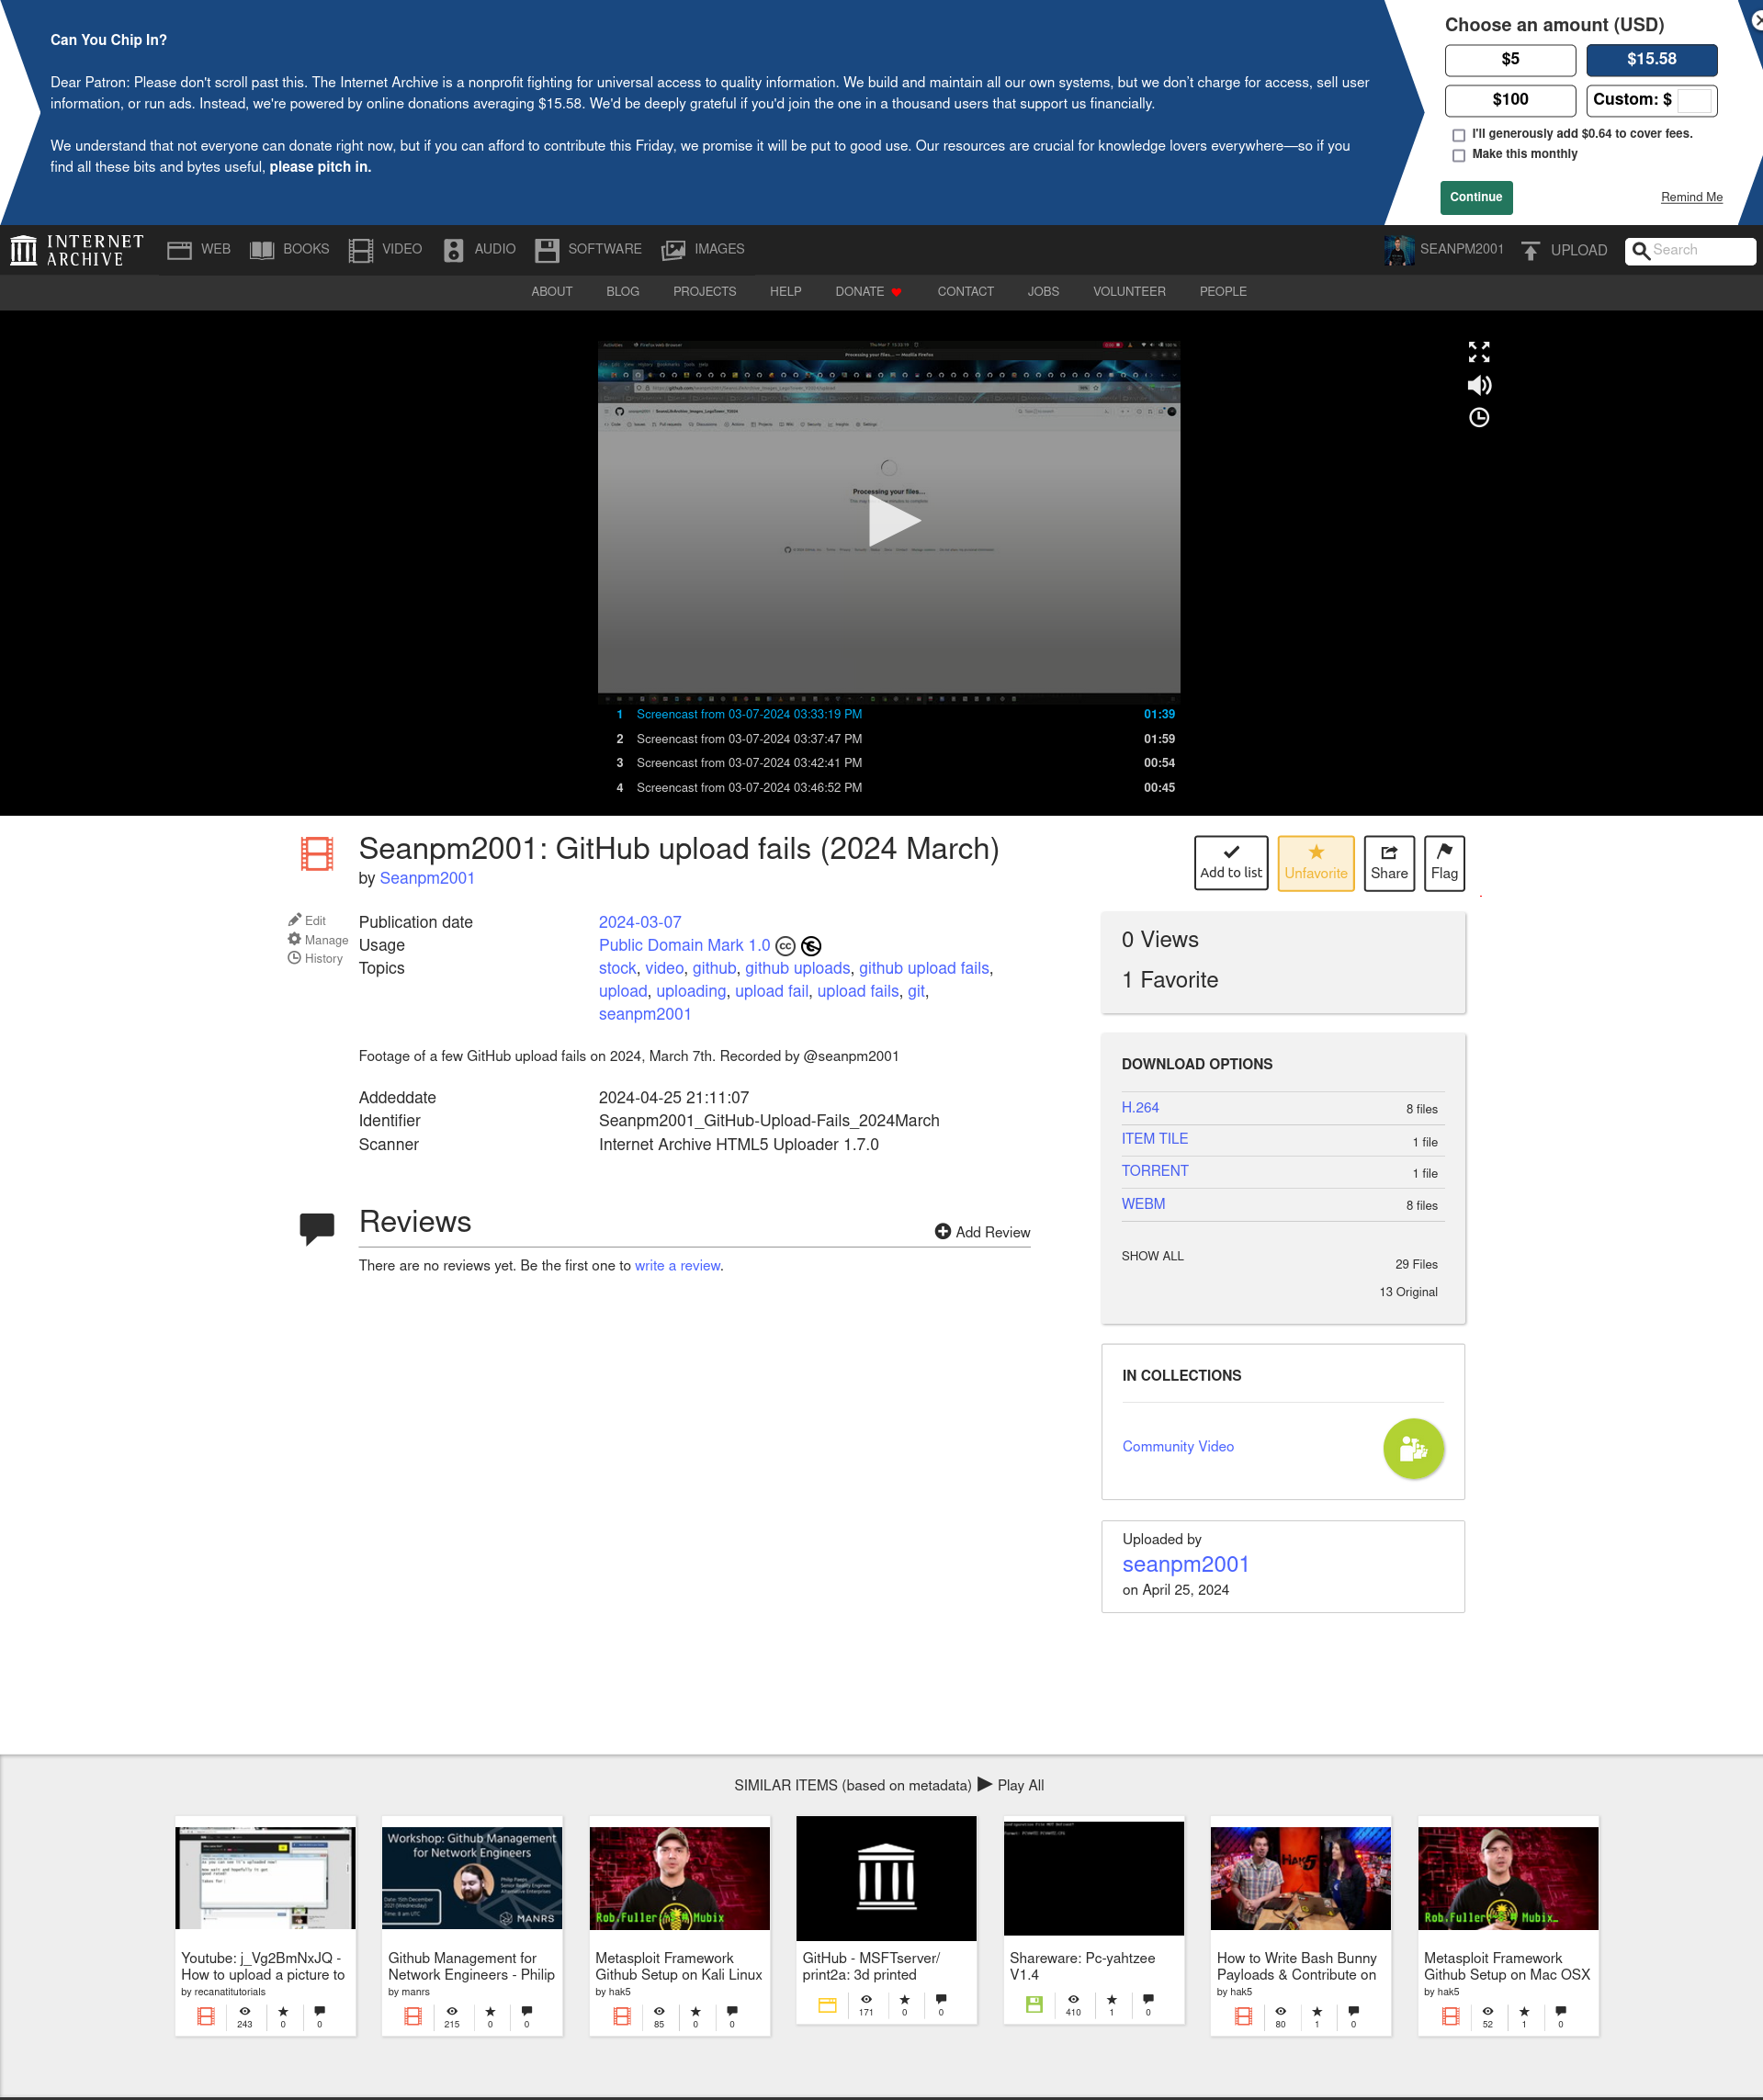 Can You Chip In?
Dear Patron: Please don't scroll past this. The Internet Archive is a nonprofit fighting for universal access to quality information. We build and maintain all our own systems, but we don’t charge for access, sell user
information, or run ads. Instead, we're powered by online donations averaging $15.58. We'd be deeply grateful if you'd join the one in a thousand users that support us financially.
We understand that not everyone can donate right now, but if you can afford to contribute this Friday, we promise it will be put to good use. Our resources are crucial for knowledge lovers everywhere—so if you
find all these bits and bytes useful, please pitch in.
Choose an amount (USD)
$5 $15.58
$100 Custom: $
I'll generously add $0.64 to cover fees.
Make this monthly
Continue Remind Me
INTERNET ARCHIVE WEB BOOKS VIDEO AUDIO SOFTWARE IMAGES SEANPM2001 UPLOAD Search
ABOUT BLOG PROJECTS HELP DONATE CONTACT JOBS VOLUNTEER PEOPLE
Processing your files... — Mozilla Firefox
Processing your files...
1 Screencast from 03-07-2024 03:33:19 PM 01:39
2 Screencast from 03-07-2024 03:37:47 PM 01:59
3 Screencast from 03-07-2024 03:42:41 PM 00:54
4 Screencast from 03-07-2024 03:46:52 PM 00:45
Seanpm2001: GitHub upload fails (2024 March)
by Seanpm2001
Add to list Unfavorite Share Flag
Edit
Manage
History
Publication date 2024-03-07
Usage Public Domain Mark 1.0 cc
Topics stock, video, github, github uploads, github upload fails,
upload, uploading, upload fail, upload fails, git,
seanpm2001
Footage of a few GitHub upload fails on 2024, March 7th. Recorded by @seanpm2001
Addeddate 2024-04-25 21:11:07
Identifier Seanpm2001_GitHub-Upload-Fails_2024March
Scanner Internet Archive HTML5 Uploader 1.7.0
Reviews
Add Review
There are no reviews yet. Be the first one to write a review.
0 Views
1 Favorite
DOWNLOAD OPTIONS
H.264 8 files
ITEM TILE 1 file
TORRENT 1 file
WEBM 8 files
SHOW ALL 29 Files
13 Original
IN COLLECTIONS
Community Video
Uploaded by
seanpm2001
on April 25, 2024
SIMILAR ITEMS (based on metadata) Play All
Youtube: j_Vg2BmNxJQ -
How to upload a picture to
by recanatitutorials
243 0 0
Workshop: Github Management
for Network Engineers
Philip Paeps
MANRS
Github Management for
Network Engineers - Philip
by manrs
215 0 0
Rob.Fuller Mubix
Metasploit Framework
Github Setup on Kali Linux
by hak5
85 0 0
GitHub - MSFTserver/
print2a: 3d printed
171 0 0
Shareware: Pc-yahtzee
V1.4
410 1 0
HAK5
How to Write Bash Bunny
Payloads & Contribute on
by hak5
80 1 0
Rob.Fuller Mubix_
Metasploit Framework
Github Setup on Mac OSX
by hak5
52 1 0